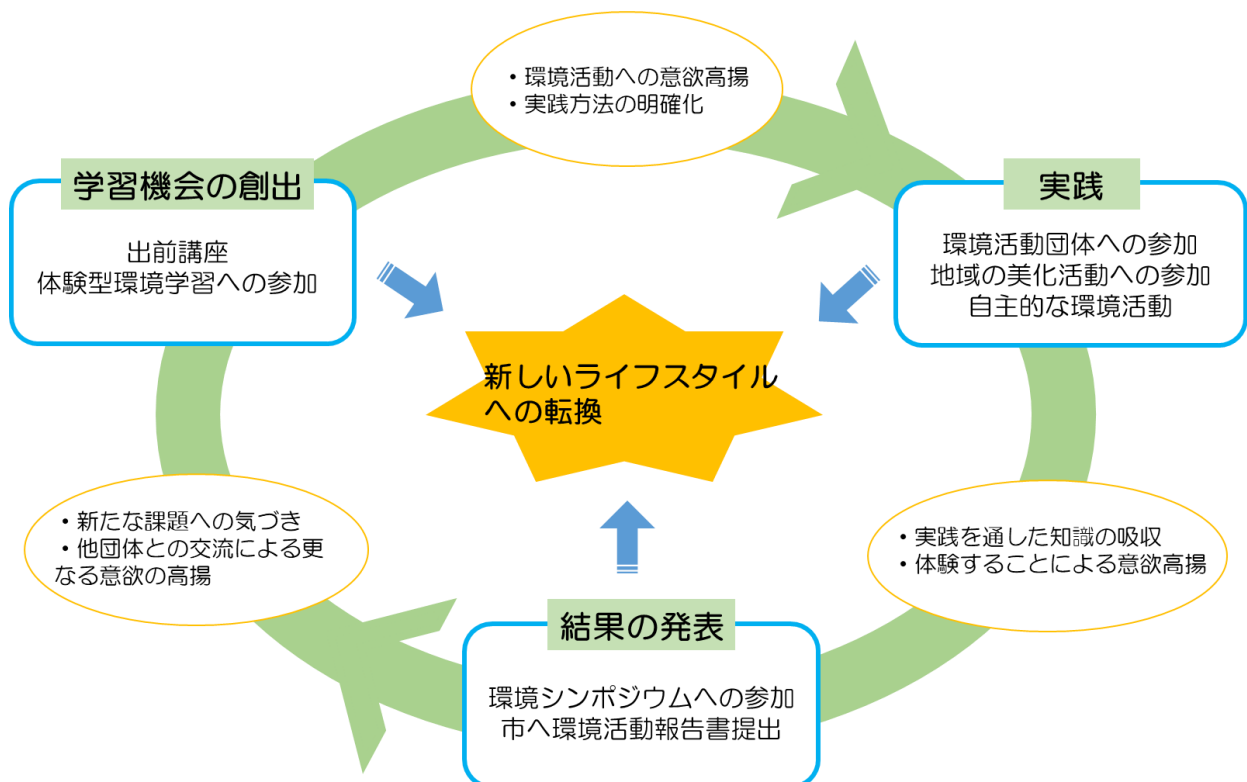 ・環境活動への意欲高揚
・実践方法の明確化
学習機会の創出
出前講座
体験型環境学習への参加
実践
環境活動団体への参加
地域の美化活動への参加
自主的な環境活動
新しいライフスタイル
への転換
・新たな課題への気づき
・他団体との交流による更
なる意欲の高揚
・実践を通した知識の吸収
・体験することによる意欲高揚
結果の発表
環境シンポジウムへの参加
市へ環境活動報告書提出